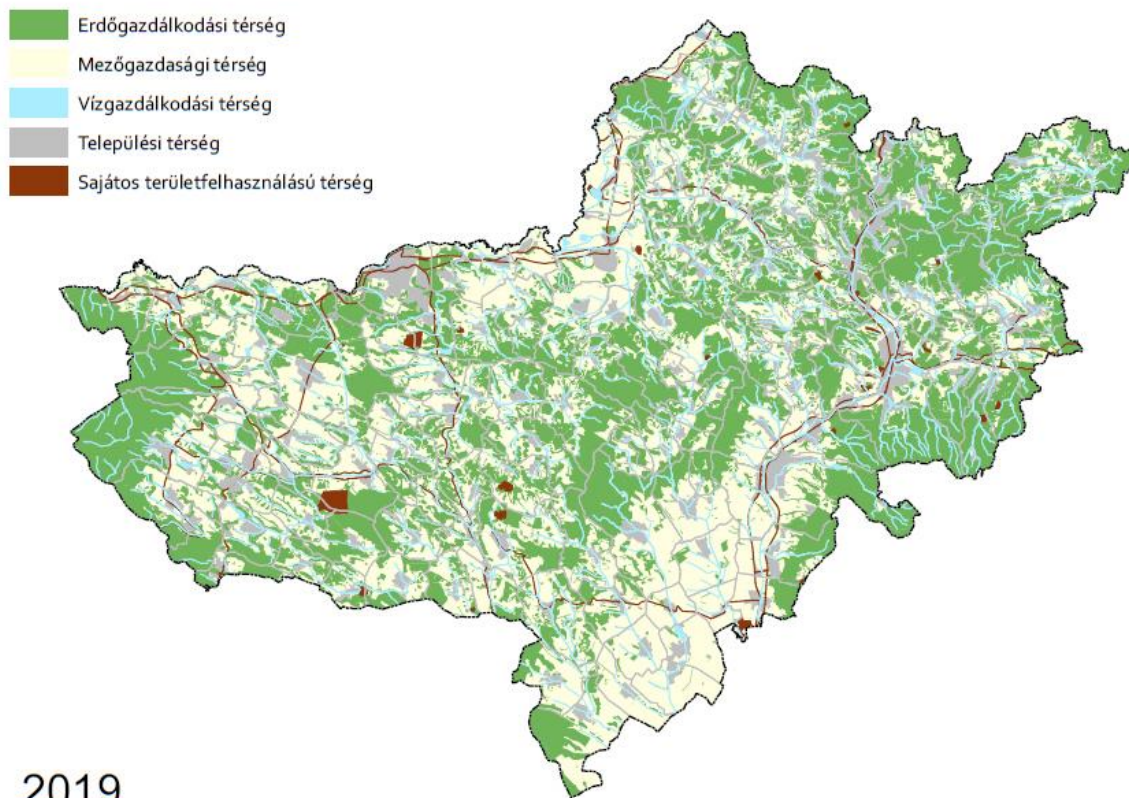 Erdőgazdálkodási térség
Mezőgazdasági térség
Vízgazdálkodási térség
Települési térség
Sajátos területfelhasználású térség
2019